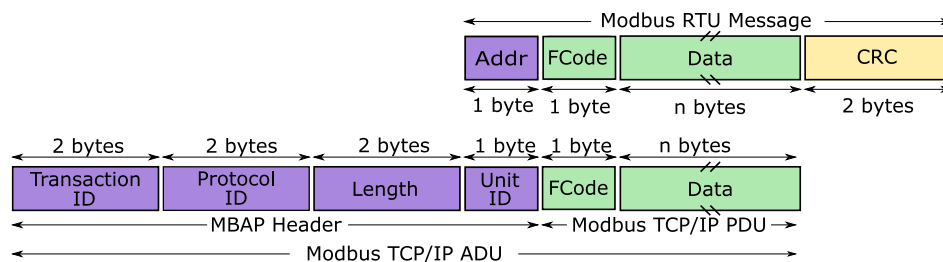 Modbus RTU Message
Addr FCode Data CRC
1 byte 1 byte n bytes 2 bytes
2 bytes 2 bytes 2 bytes 1 byte 1 byte n bytes
Transaction ID Protocol ID Length Unit ID FCode Data
MBAP Header Modbus TCP/IP PDU
Modbus TCP/IP ADU